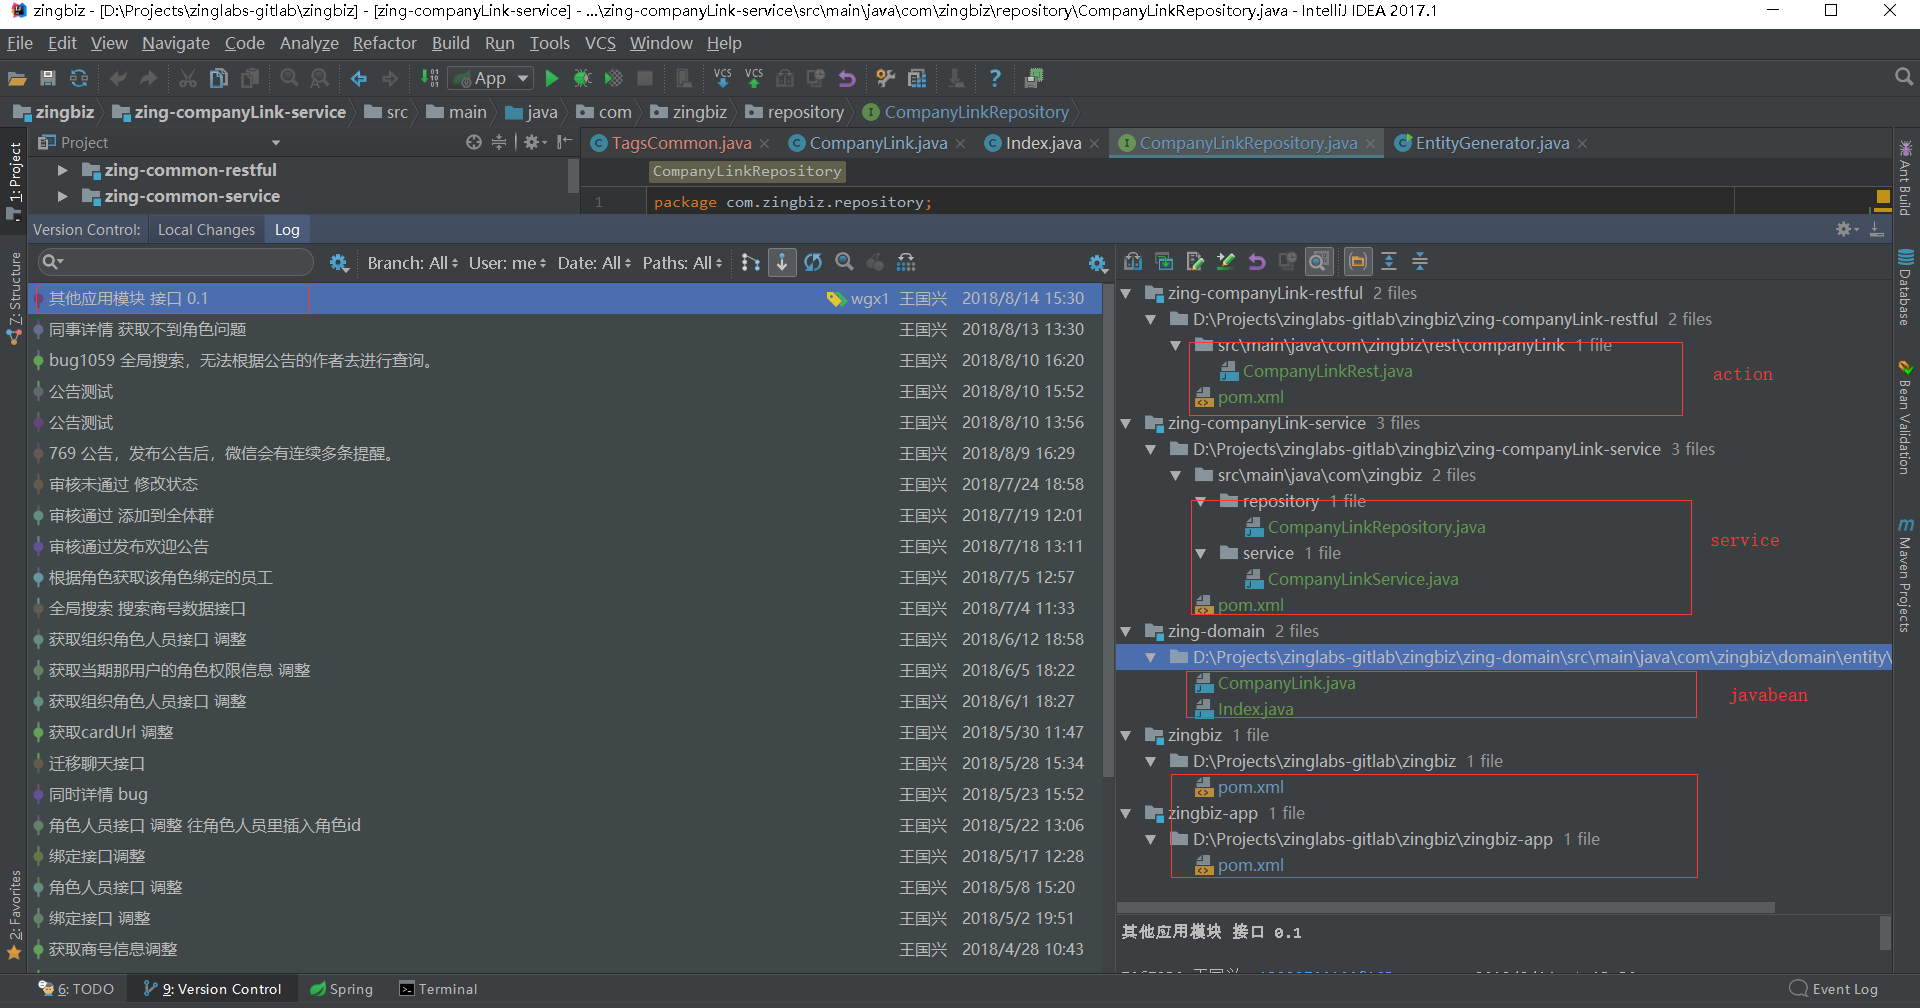 zingbiz - [D:\Projects\zinglabs-gitlab\zingbiz] - [zing-companyLink-service] - ...\zing-companyLink-service\src\main\java\com\zingbiz\repository\CompanyLinkRepository.java - IntelliJ IDEA 2017.1
File Edit View Navigate Code Analyze Refactor Build Run Tools VCS Window Help
App
zingbiz zing-companyLink-service src main java com zingbiz repository CompanyLinkRepository
Project
TagsCommon.java CompanyLink.java Index.java CompanyLinkRepository.java EntityGenerator.java
zing-common-restful
zing-common-service
CompanyLinkRepository
1 package com.zingbiz.repository;
1: Project
Z: Structure
2: Favorites
Ant Build
Database
Bean Validation
Maven Projects
Version Control: Local Changes Log
Branch: All User: me Date: All Paths: All
其他应用模块 接口 0.1 wgx1 王国兴 2018/8/14 15:30
同事详情 获取不到角色问题 王国兴 2018/8/13 13:30
bug1059 全局搜索，无法根据公告的作者去进行查询。 王国兴 2018/8/10 16:20
公告测试 王国兴 2018/8/10 15:52
公告测试 王国兴 2018/8/10 13:56
769 公告，发布公告后，微信会有连续多条提醒。 王国兴 2018/8/9 16:29
审核未通过 修改状态 王国兴 2018/7/24 18:58
审核通过 添加到全体群 王国兴 2018/7/19 12:01
审核通过发布欢迎公告 王国兴 2018/7/18 13:11
根据角色获取该角色绑定的员工 王国兴 2018/7/5 12:57
全局搜索 搜索商号数据接口 王国兴 2018/7/4 11:33
获取组织角色人员接口 调整 王国兴 2018/6/12 18:58
获取当期那用户的角色权限信息 调整 王国兴 2018/6/5 18:22
获取组织角色人员接口 调整 王国兴 2018/6/1 18:27
获取cardUrl 调整 王国兴 2018/5/30 11:47
迁移聊天接口 王国兴 2018/5/28 15:34
同时详情 bug 王国兴 2018/5/23 15:52
角色人员接口 调整 往角色人员里插入角色id 王国兴 2018/5/22 13:06
绑定接口调整 王国兴 2018/5/17 12:28
角色人员接口 调整 王国兴 2018/5/8 15:20
绑定接口 调整 王国兴 2018/5/2 19:51
获取商号信息调整 王国兴 2018/4/28 10:43
zing-companyLink-restful 2 files
D:\Projects\zinglabs-gitlab\zingbiz\zing-companyLink-restful 2 files
src\main\java\com\zingbiz\rest\companyLink 1 file
CompanyLinkRest.java
action
pom.xml
zing-companyLink-service 3 files
D:\Projects\zinglabs-gitlab\zingbiz\zing-companyLink-service 3 files
src\main\java\com\zingbiz 2 files
repository 1 file
CompanyLinkRepository.java
service
service 1 file
CompanyLinkService.java
pom.xml
zing-domain 2 files
D:\Projects\zinglabs-gitlab\zingbiz\zing-domain\src\main\java\com\zingbiz\domain\entity\
CompanyLink.java
javabean
Index.java
zingbiz 1 file
D:\Projects\zinglabs-gitlab\zingbiz 1 file
pom.xml
zingbiz-app 1 file
D:\Projects\zinglabs-gitlab\zingbiz\zingbiz-app 1 file
pom.xml
其他应用模块 接口 0.1
6: TODO 9: Version Control Spring Terminal Event Log